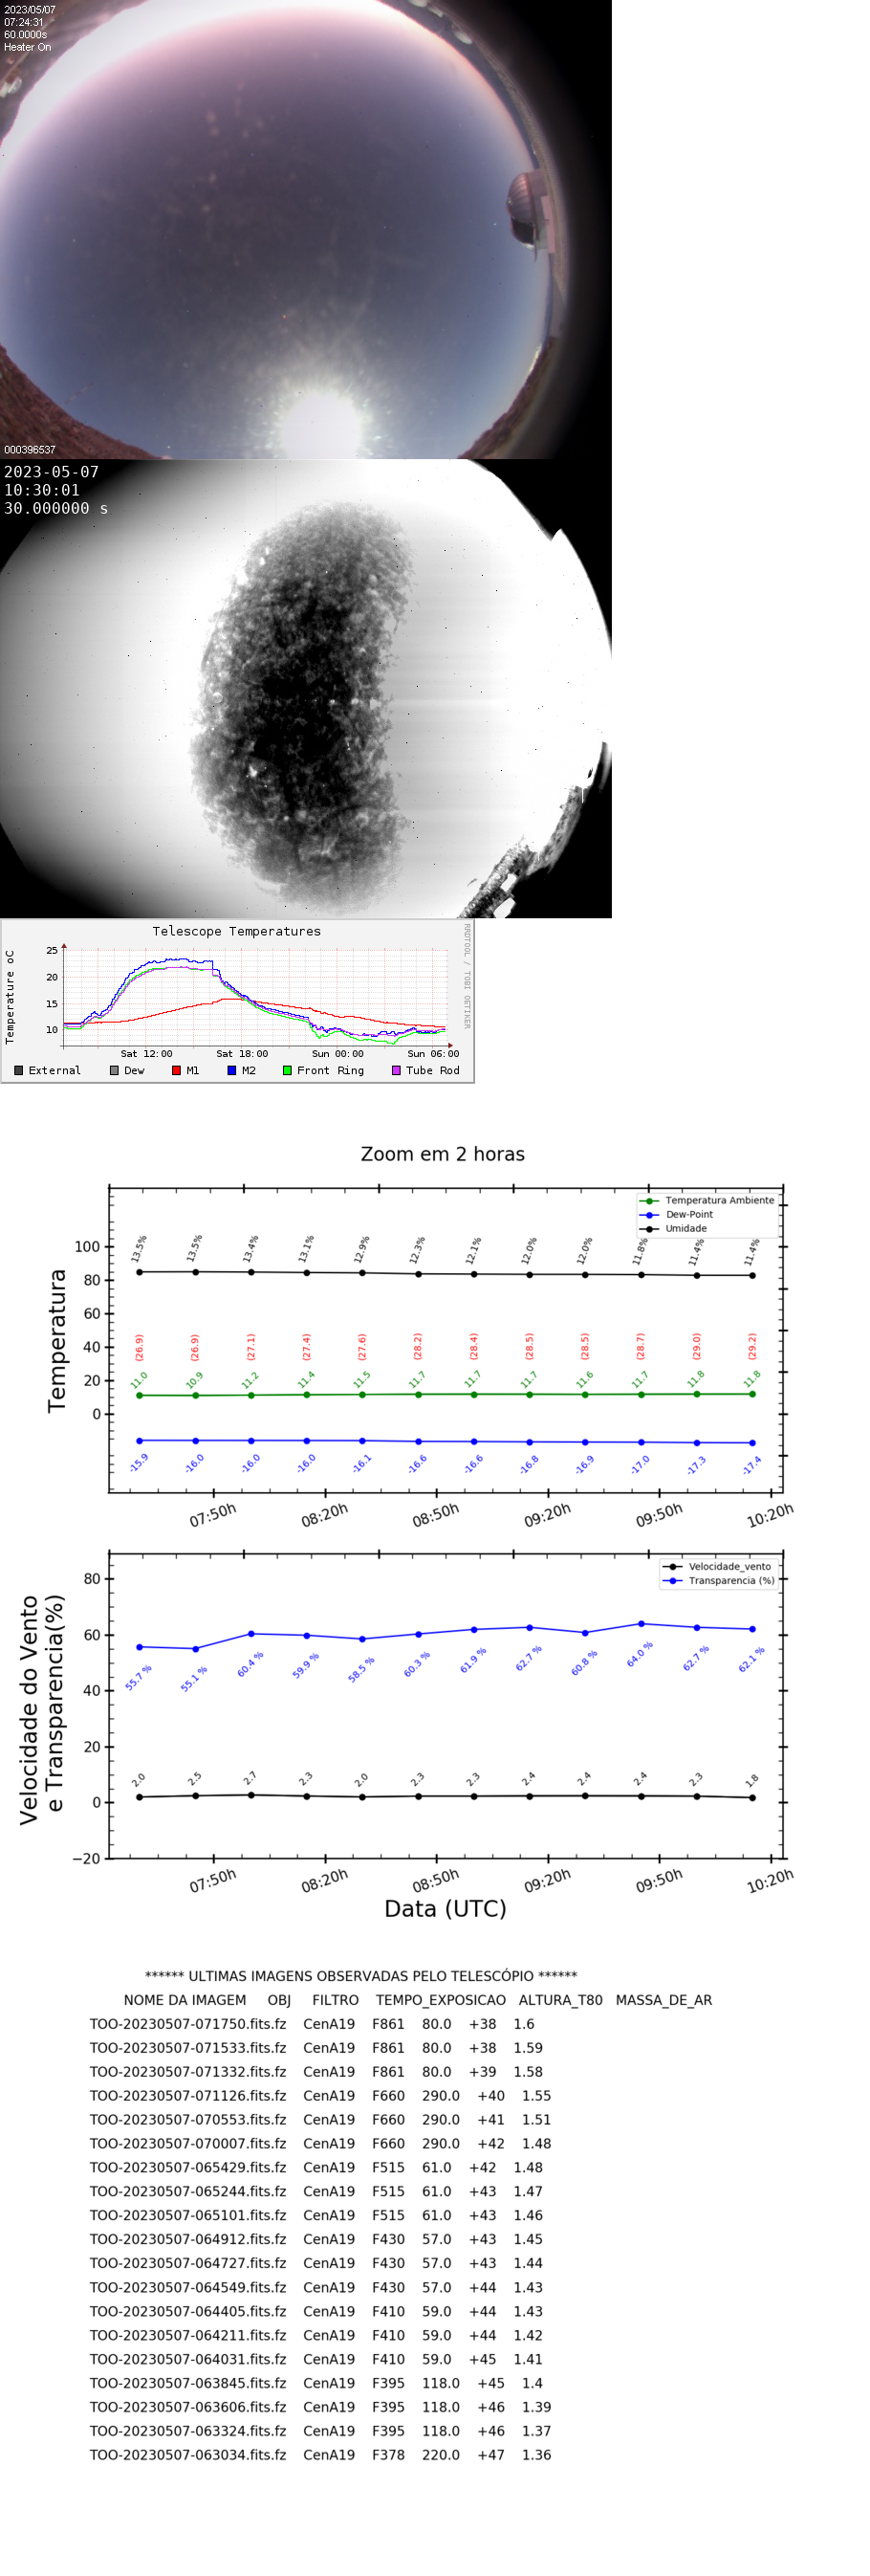 2023/05/07
07:24:31
60.0000s
Heater On
000396537
2023-05-07
10:30:01
30.000000 s
Telescope Temperatures
RRDTOOL / TOBI OETIKER
Temperature oC
25
20
15
10
Sat 12:00 Sat 18:00 Sun 00:00 Sun 06:00
External Dew M1 M2 Front Ring Tube Rod
Zoom em 2 horas
Temperatura Ambiente
Dew-Point
Umidade
Temperatura
100
80
60
40
20
0
13.5% 13.5% 13.4% 13.1% 12.9% 12.3% 12.1% 12.0% 12.0% 11.8% 11.4% 11.4%
(26.9) (26.9) (27.1) (27.4) (27.6) (28.2) (28.4) (28.5) (28.5) (28.7) (29.0) (29.2)
11.0 10.9 11.2 11.4 11.5 11.7 11.7 11.7 11.6 11.7 11.8 11.8
-15.9 -16.0 -16.0 -16.0 -16.1 -16.6 -16.6 -16.8 -16.9 -17.0 -17.3 -17.4
07:50h 08:20h 08:50h 09:20h 09:50h 10:20h
Velocidade_vento
Transparencia (%)
Velocidade do Vento
e Transparencia(%)
80
60
40
20
0
−20
55.7 % 55.1 % 60.4 % 59.9 % 58.5 % 60.3 % 61.9 % 62.7 % 60.8 % 64.0 % 62.7 % 62.1 %
2.0 2.5 2.7 2.3 2.0 2.3 2.3 2.4 2.4 2.4 2.3 1.8
07:50h 08:20h 08:50h 09:20h 09:50h 10:20h
Data (UTC)
****** ULTIMAS IMAGENS OBSERVADAS PELO TELESCÓPIO ******
NOME DA IMAGEM OBJ FILTRO TEMPO_EXPOSICAO ALTURA_T80 MASSA_DE_AR
TOO-20230507-071750.fits.fz CenA19 F861 80.0 +38 1.6
TOO-20230507-071533.fits.fz CenA19 F861 80.0 +38 1.59
TOO-20230507-071332.fits.fz CenA19 F861 80.0 +39 1.58
TOO-20230507-071126.fits.fz CenA19 F660 290.0 +40 1.55
TOO-20230507-070553.fits.fz CenA19 F660 290.0 +41 1.51
TOO-20230507-070007.fits.fz CenA19 F660 290.0 +42 1.48
TOO-20230507-065429.fits.fz CenA19 F515 61.0 +42 1.48
TOO-20230507-065244.fits.fz CenA19 F515 61.0 +43 1.47
TOO-20230507-065101.fits.fz CenA19 F515 61.0 +43 1.46
TOO-20230507-064912.fits.fz CenA19 F430 57.0 +43 1.45
TOO-20230507-064727.fits.fz CenA19 F430 57.0 +43 1.44
TOO-20230507-064549.fits.fz CenA19 F430 57.0 +44 1.43
TOO-20230507-064405.fits.fz CenA19 F410 59.0 +44 1.43
TOO-20230507-064211.fits.fz CenA19 F410 59.0 +44 1.42
TOO-20230507-064031.fits.fz CenA19 F410 59.0 +45 1.41
TOO-20230507-063845.fits.fz CenA19 F395 118.0 +45 1.4
TOO-20230507-063606.fits.fz CenA19 F395 118.0 +46 1.39
TOO-20230507-063324.fits.fz CenA19 F395 118.0 +46 1.37
TOO-20230507-063034.fits.fz CenA19 F378 220.0 +47 1.36